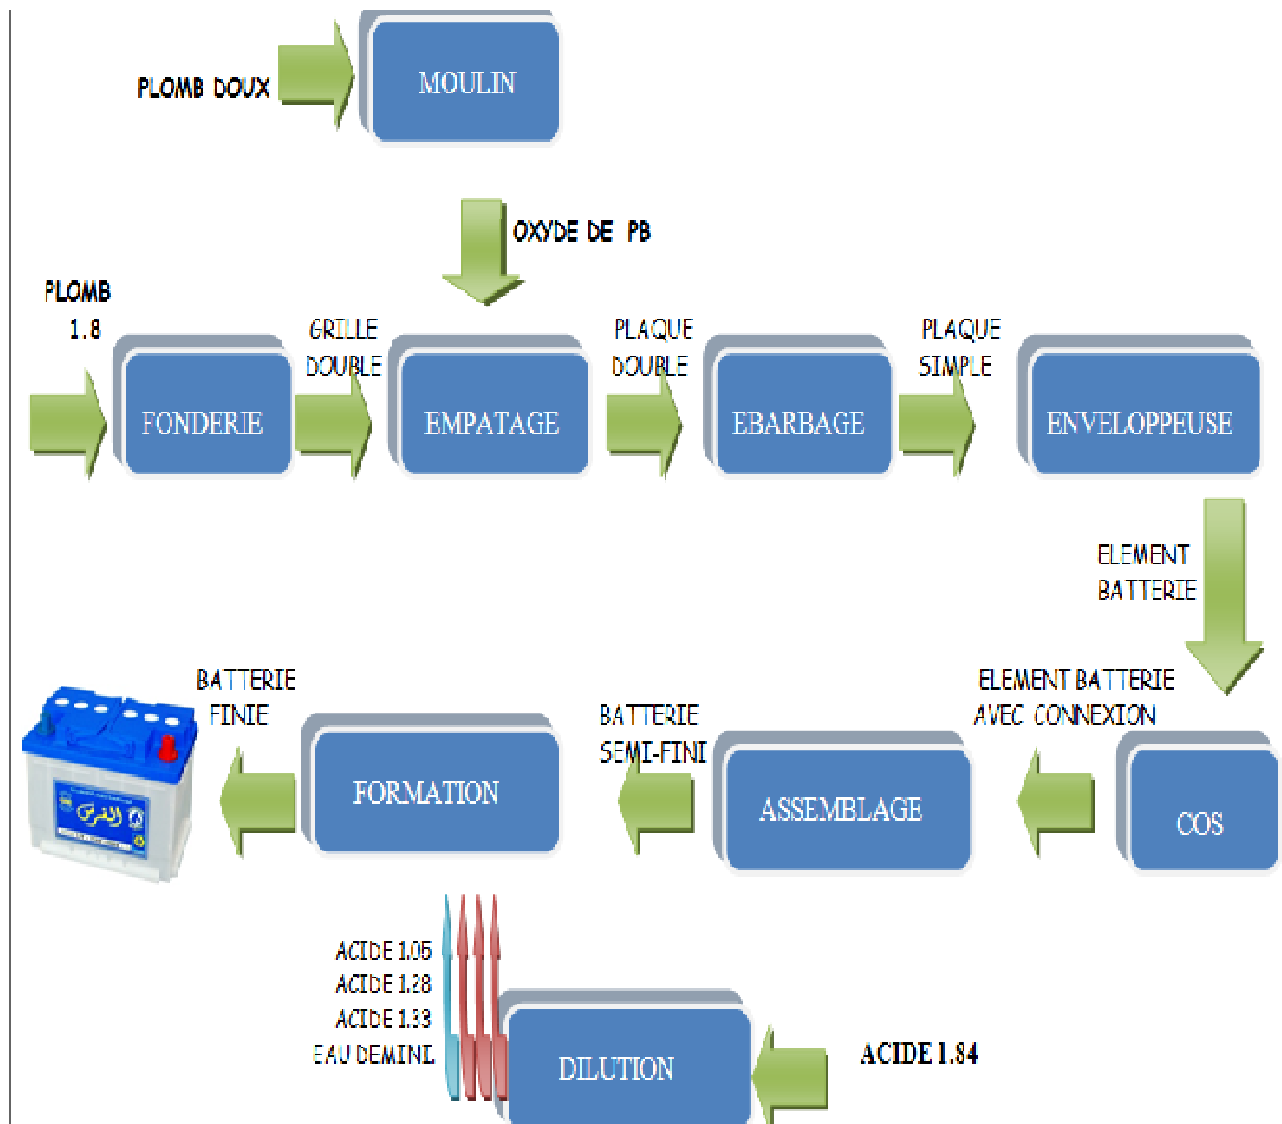 PLOMB DOUX
MOULIN
OXYDE DE PB
PLOMB
1.8
GRILLE
DOUBLE
PLAQUE
DOUBLE
PLAQUE
SIMPLE
FONDERIE
EMPATAGE
EBARBAGE
ENVELOPPEUSE
ELEMENT
BATTERIE
ELEMENT BATTERIE
AVEC CONNEXION
BATTERIE
FINIE
BATTERIE
SEMI-FINI
FORMATION
ASSEMBLAGE
COS
ACIDE 1.05
ACIDE 1.28
ACIDE 1.33
EAU DEMINE.
DILUTION
ACIDE 1.84